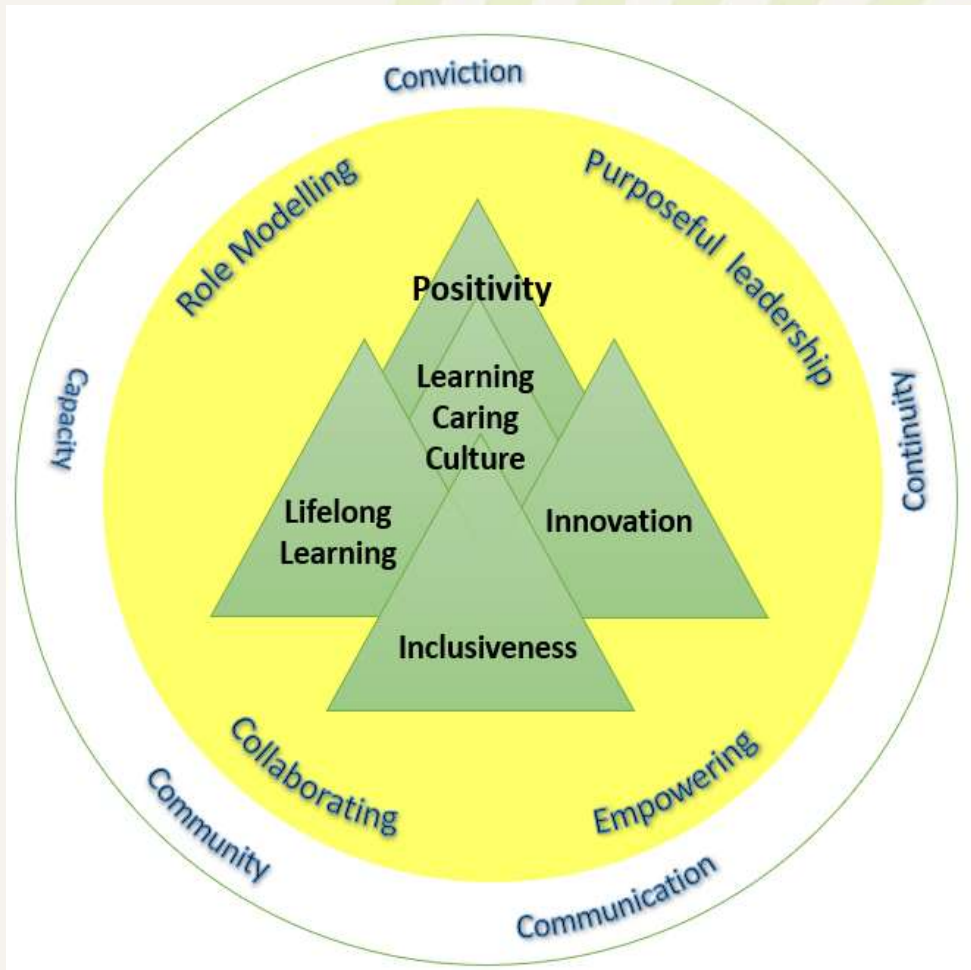 Conviction
Role Modelling
Purposeful leadership
Positivity
Capacity
Learning
Caring
Culture
Continuity
Lifelong
Learning
Innovation
Inclusiveness
Collaborating
Empowering
Community
Communication